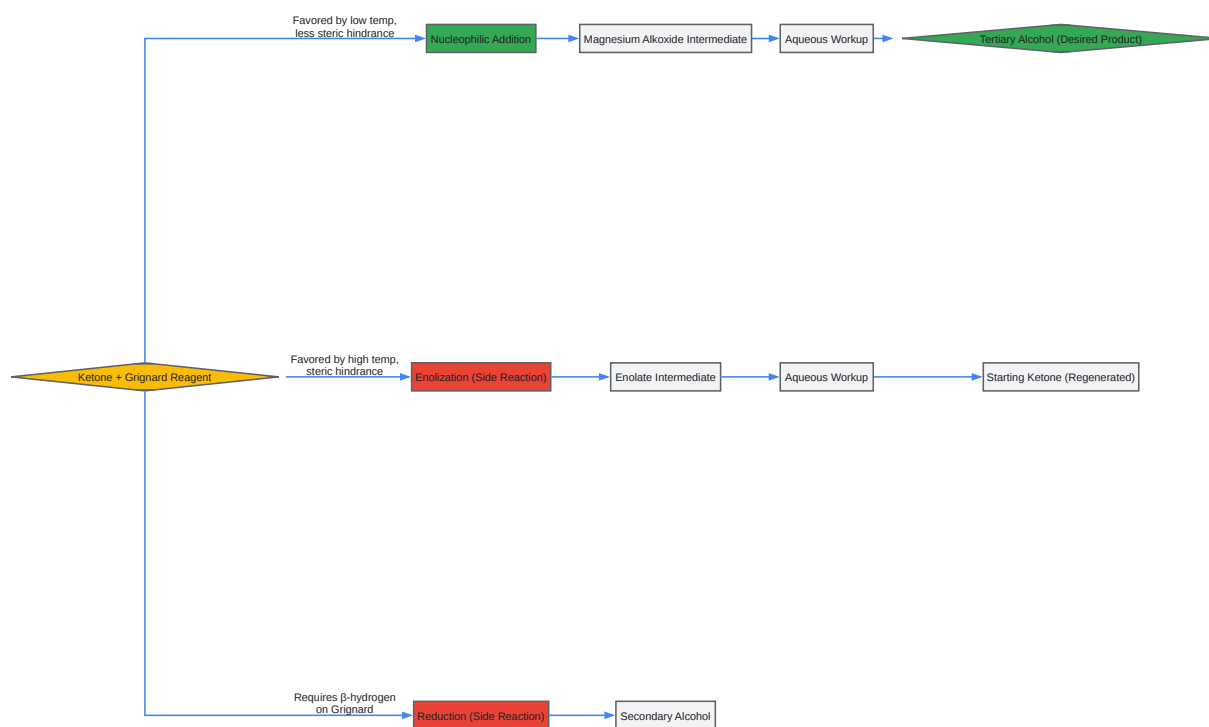 Favored by low temp,
less steric hindrance
Nucleophilic Addition
Magnesium Alkoxide Intermediate
Aqueous Workup
Tertiary Alcohol (Desired Product)
Ketone + Grignard Reagent
Favored by high temp,
steric hindrance
Enolization (Side Reaction)
Enolate Intermediate
Aqueous Workup
Starting Ketone (Regenerated)
Requires β-hydrogen
on Grignard
Reduction (Side Reaction)
Secondary Alcohol